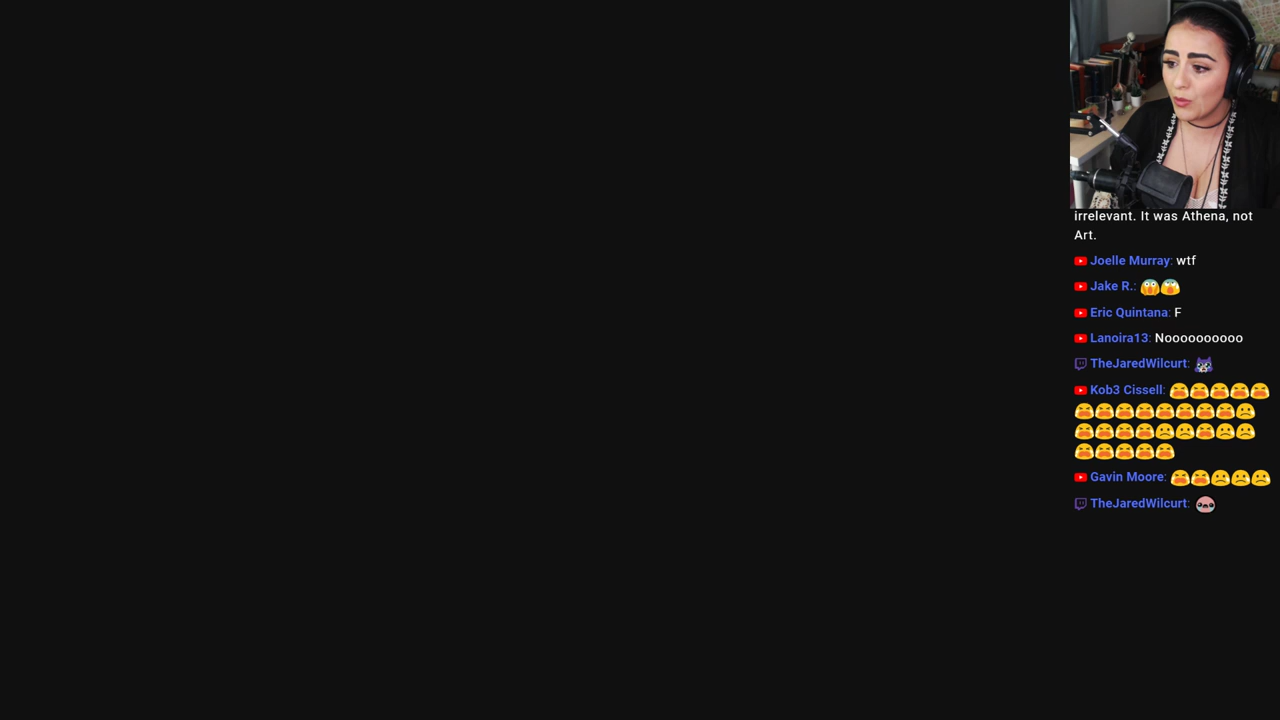 irrelevant. It was Athena, not
Art.
Joelle Murray: wtf
Jake R.: 😱😱
Eric Quintana: F
Lanoira13: Noooooooooo
TheJaredWilcurt:
Kob3 Cissell: 😫😫😫😫😫
😫😫😫😫😫😫😫😫😢
😫😫😫😫😢😢😫😢😢
😫😫😫😫😫
Gavin Moore: 😫😫😢😢😢
TheJaredWilcurt: